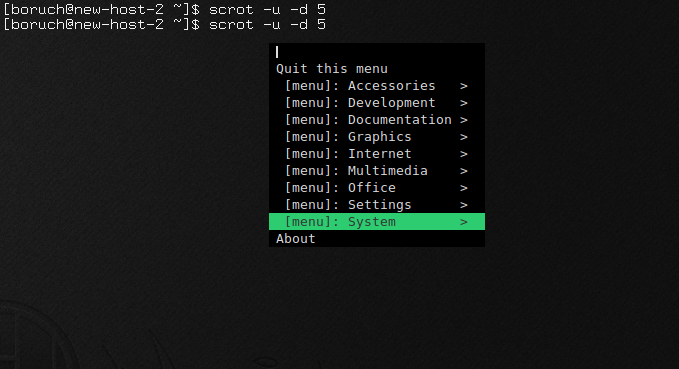 [boruch@new-host-2 ~]$ scrot -u -d 5
[boruch@new-host-2 ~]$ scrot -u -d 5
Quit this menu
[menu]: Accessories >
[menu]: Development >
[menu]: Documentation >
[menu]: Graphics >
[menu]: Internet >
[menu]: Multimedia >
[menu]: Office >
[menu]: Settings >
[menu]: System >
About